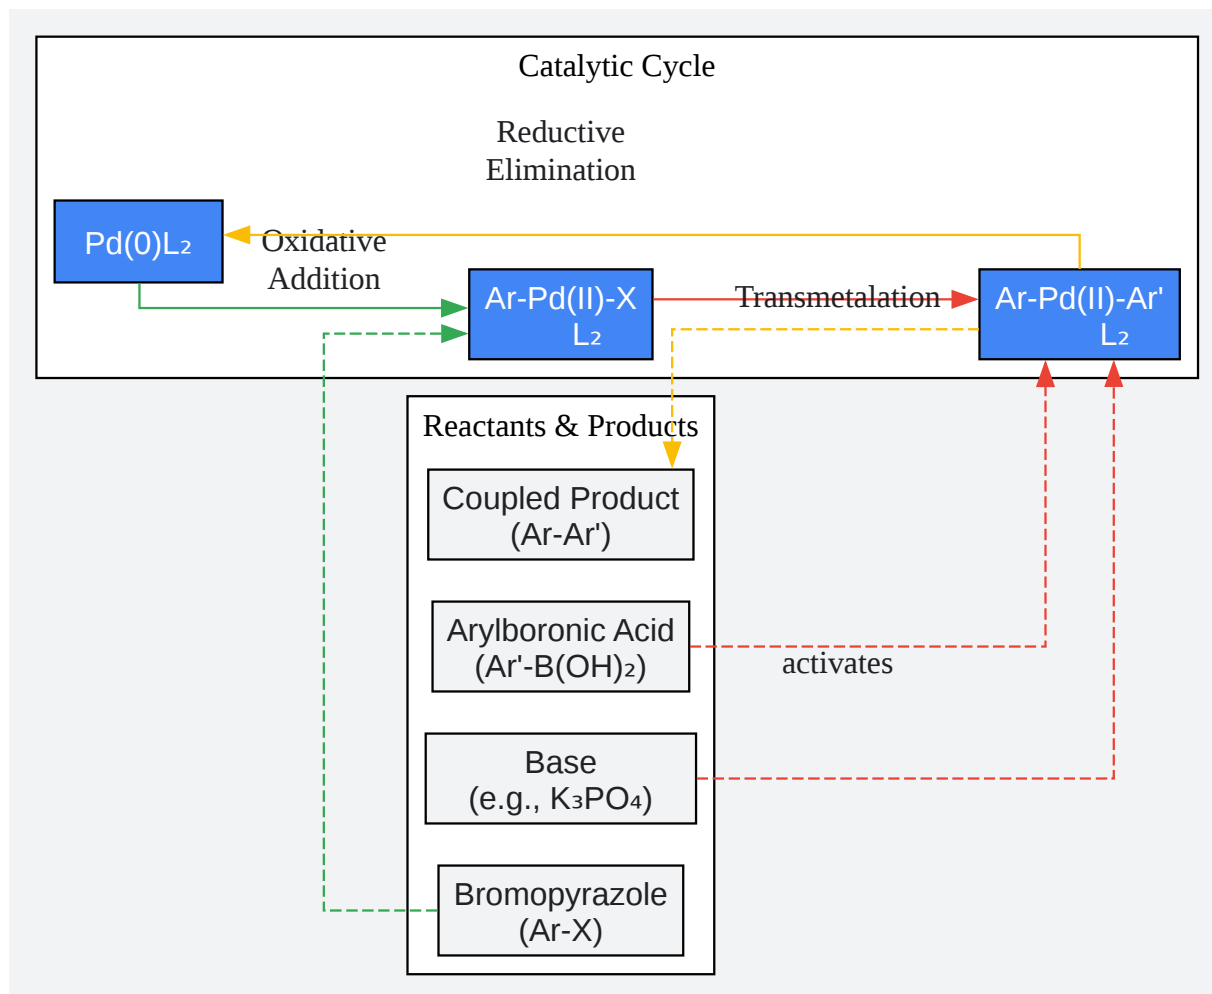 Catalytic Cycle
Reductive
Elimination
Pd(0)L₂
Oxidative
Addition
Ar-Pd(II)-X
L₂
Transmetalation
Ar-Pd(II)-Ar'
L₂
Reactants & Products
Coupled Product
(Ar-Ar')
Arylboronic Acid
(Ar'-B(OH)₂)
activates
Base
(e.g., K₃PO₄)
Bromopyrazole
(Ar-X)